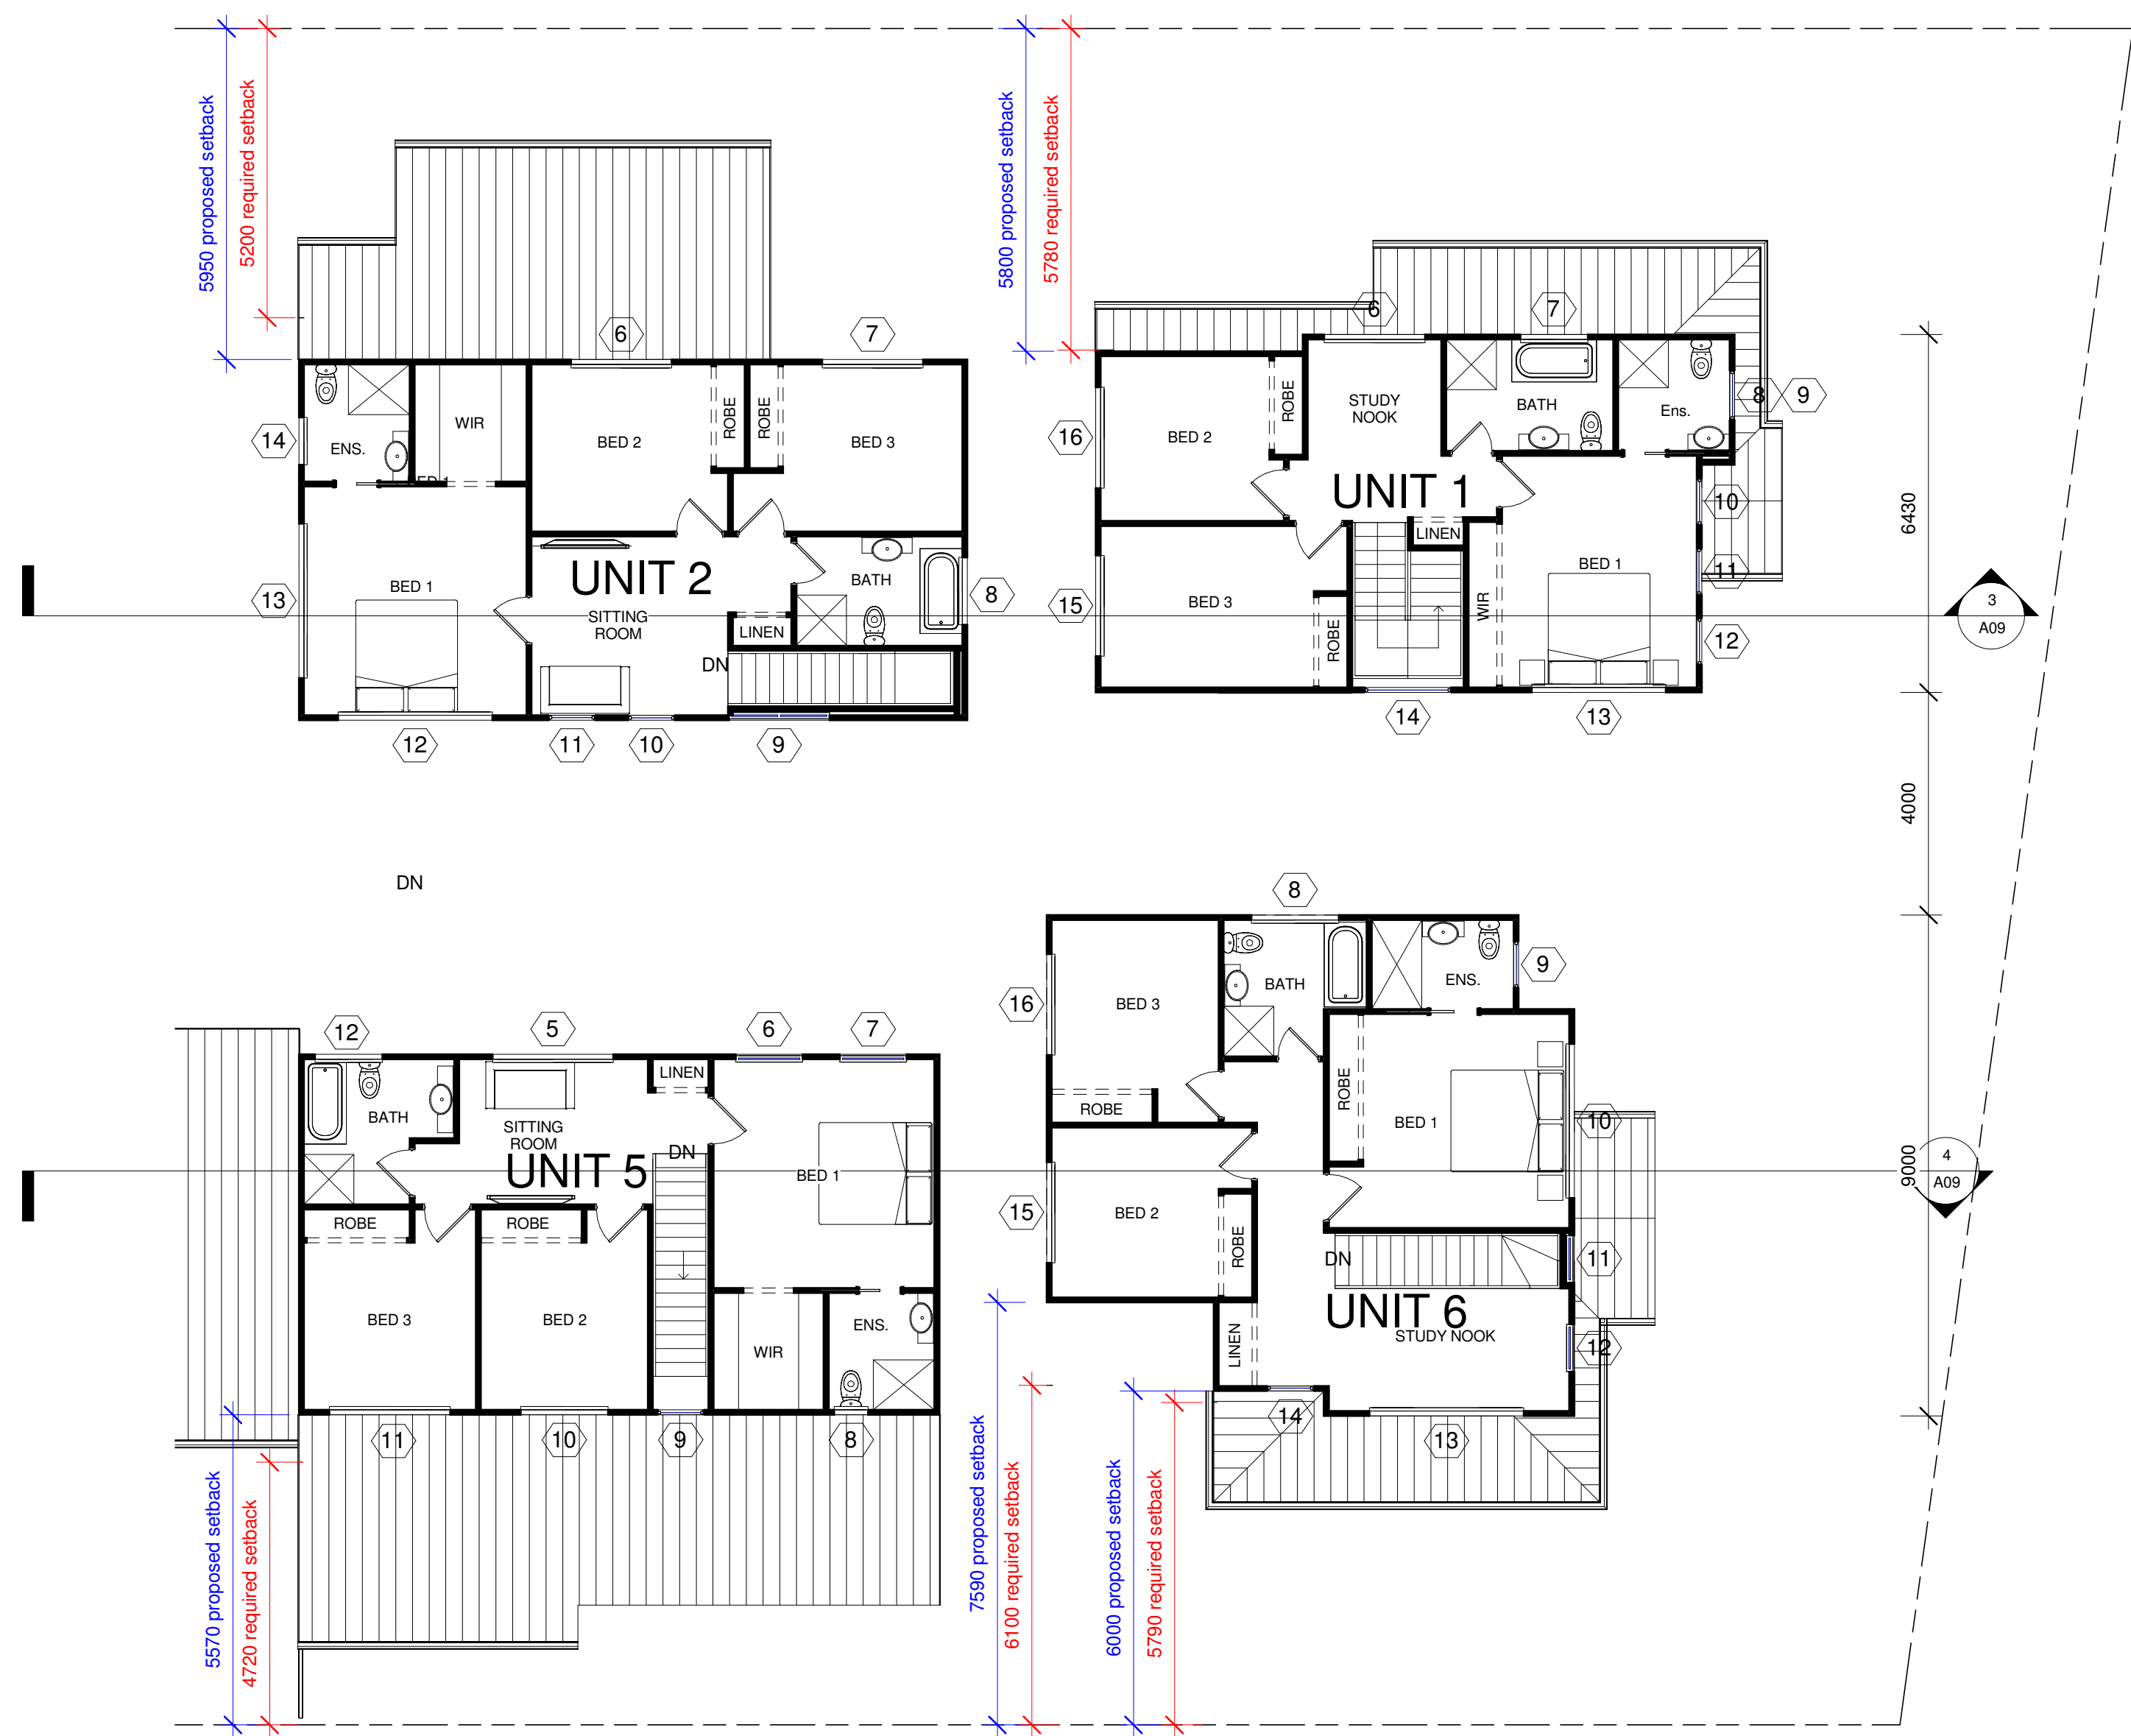 5950 proposed setback
5200 required setback
5800 proposed setback
5780 required setback
6
7
14
ENS.
WIR
BED 2
ROBE
ROBE
BED 3
13
BED 1
UNIT 2
SITTING
ROOM
LINEN
BATH
8
DN
12
11
10
9
6
7
16
BED 2
ROBE
STUDY
NOOK
BATH
Ens.
8
9
UNIT 1
LINEN
10
11
12
15
BED 3
ROBE
WIR
BED 1
14
13
6430
3
A09
4000
DN
8
12
5
6
7
BATH
SITTING
ROOM
LINEN
DN
UNIT 5
BED 1
ROBE
ROBE
BED 3
BED 2
WIR
ENS.
11
10
9
8
5570 proposed setback
4720 required setback
16
BED 3
BATH
ENS.
9
ROBE
ROBE
BED 1
10
15
BED 2
ROBE
DN
11
UNIT 6
STUDY NOOK
LINEN
12
14
13
9000
4
A09
7590 proposed setback
6100 required setback
6000 proposed setback
5790 required setback